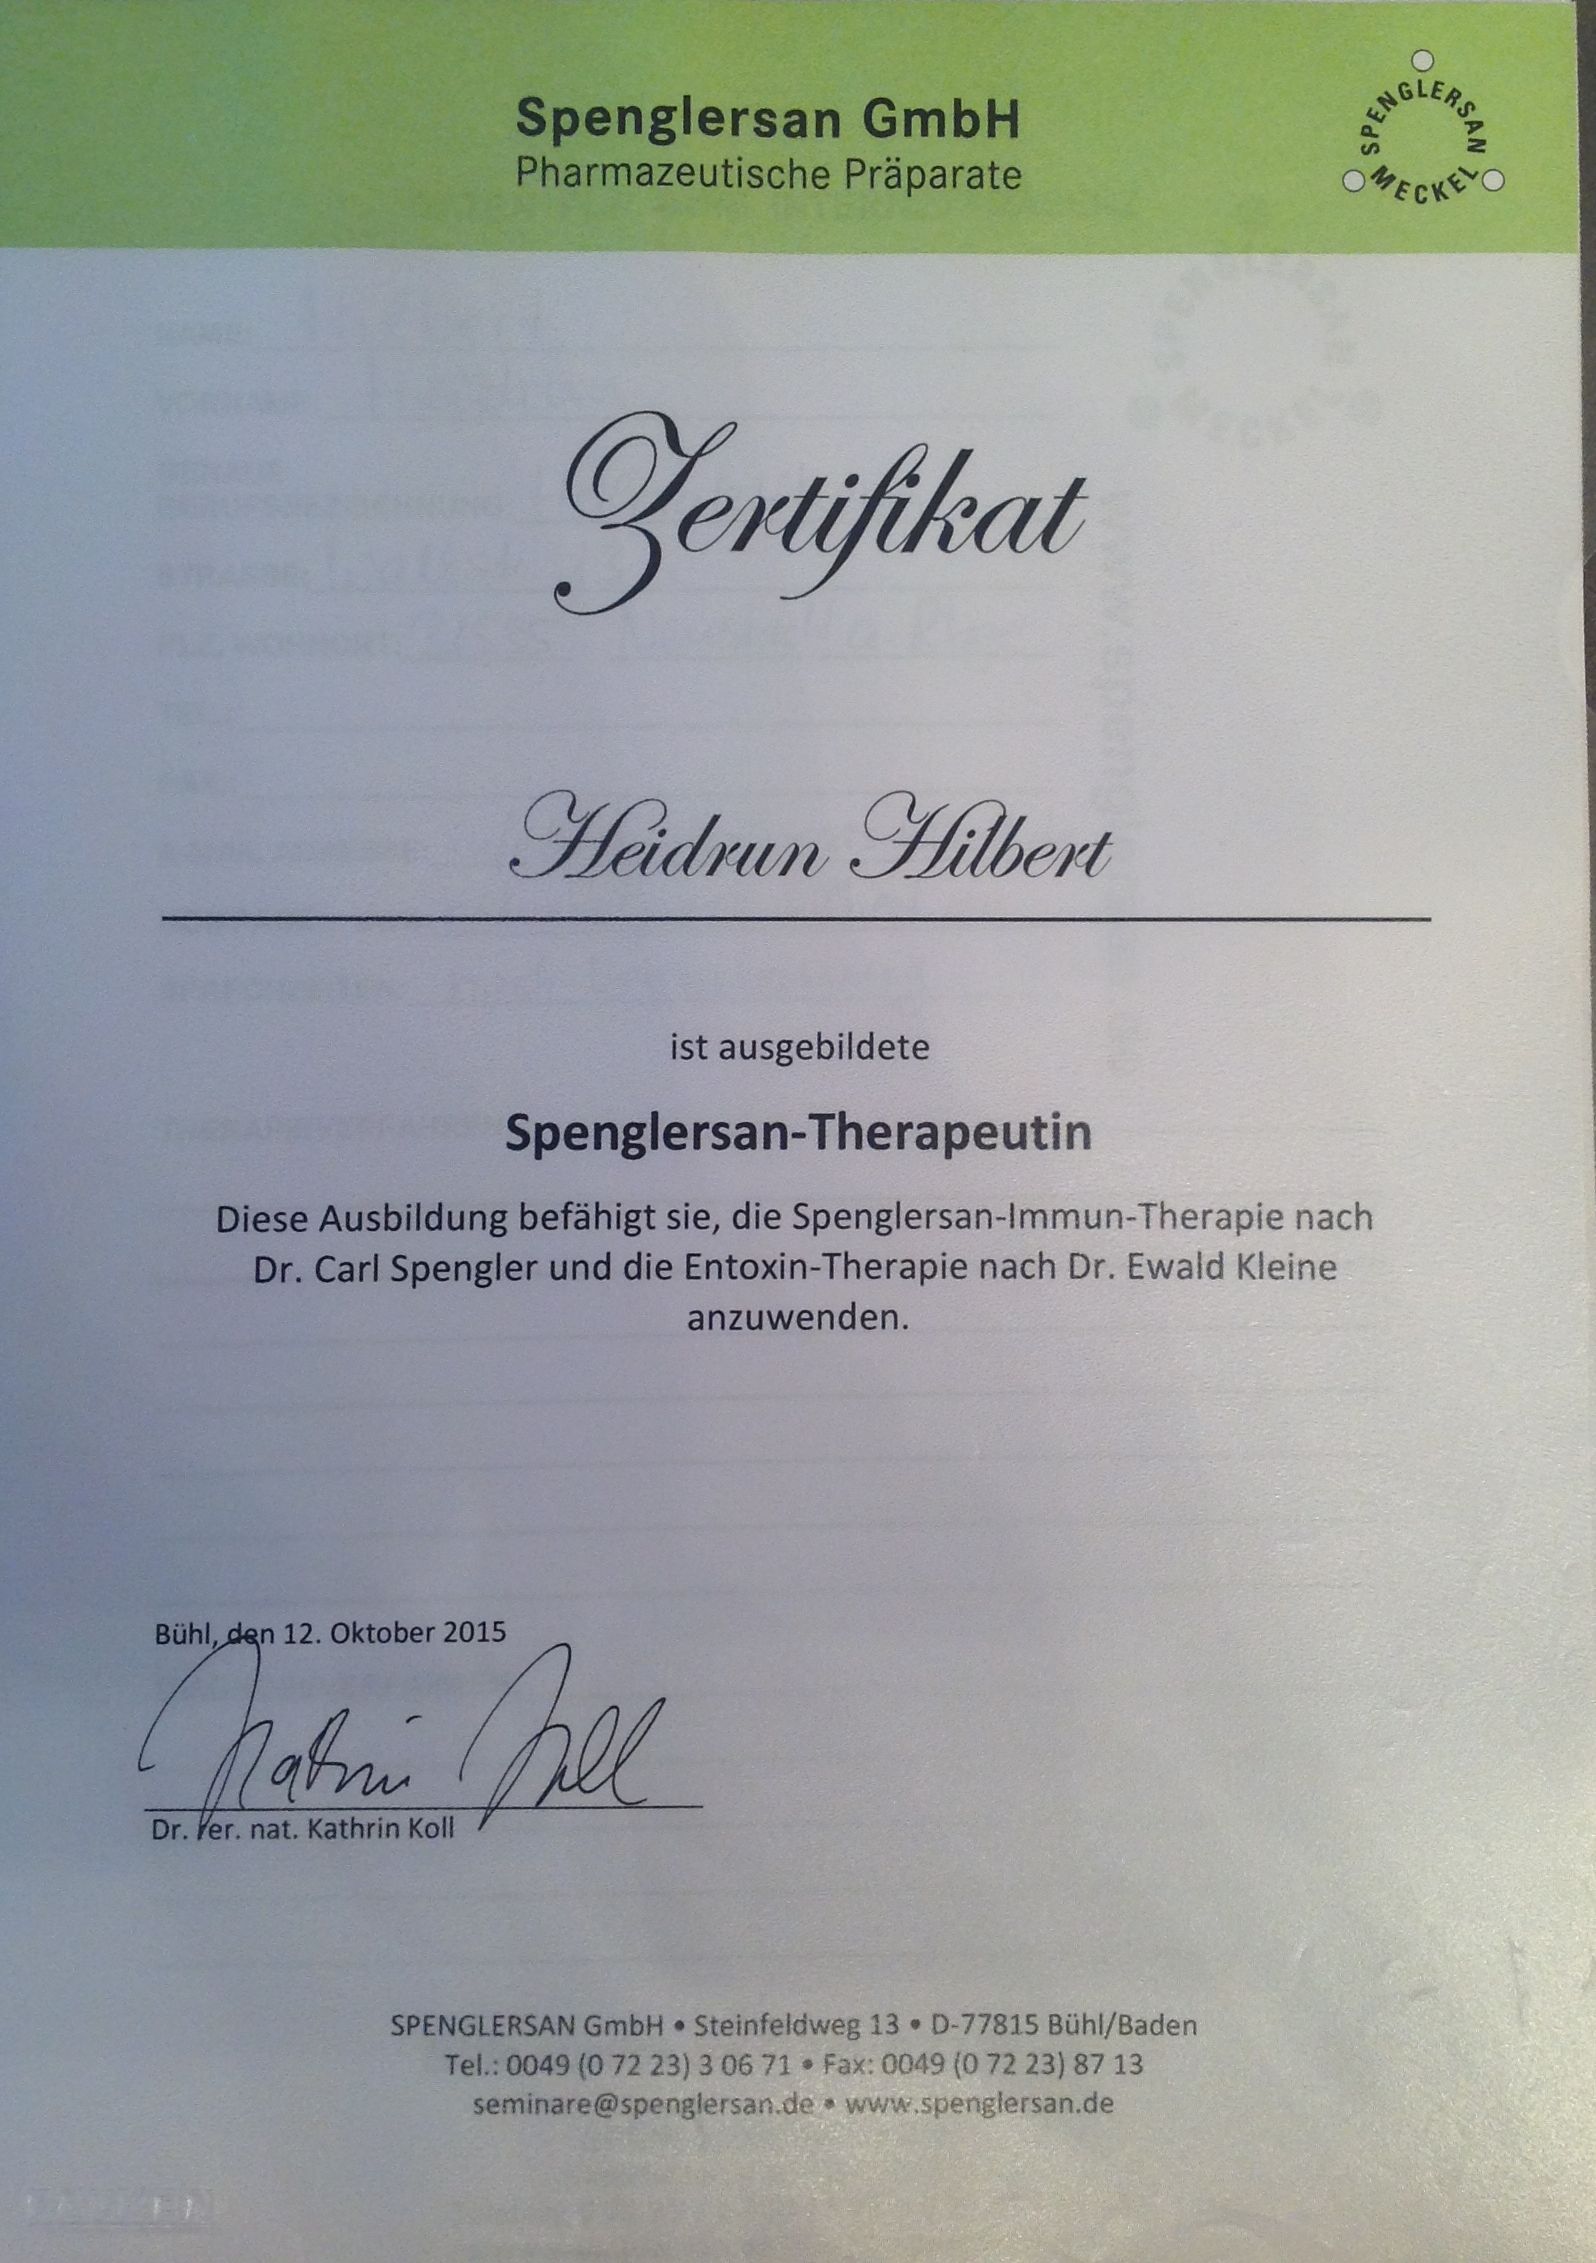 Spenglersan GmbH
Pharmazeutische Präparate
SPENGLERSAN
MECKEL
Zertifikat
Heidrun Hilbert
ist ausgebildete
Spenglersan-Therapeutin
Diese Ausbildung befähigt sie, die Spenglersan-Immun-Therapie nach
Dr. Carl Spengler und die Entoxin-Therapie nach Dr. Ewald Kleine
anzuwenden.
Bühl, den 12. Oktober 2015
Kathrin Koll
Dr. rer. nat. Kathrin Koll
SPENGLERSAN GmbH • Steinfeldweg 13 • D-77815 Bühl/Baden
Tel.: 0049 (0 72 23) 3 06 71 • Fax: 0049 (0 72 23) 87 13
seminare@spenglersan.de • www.spenglersan.de